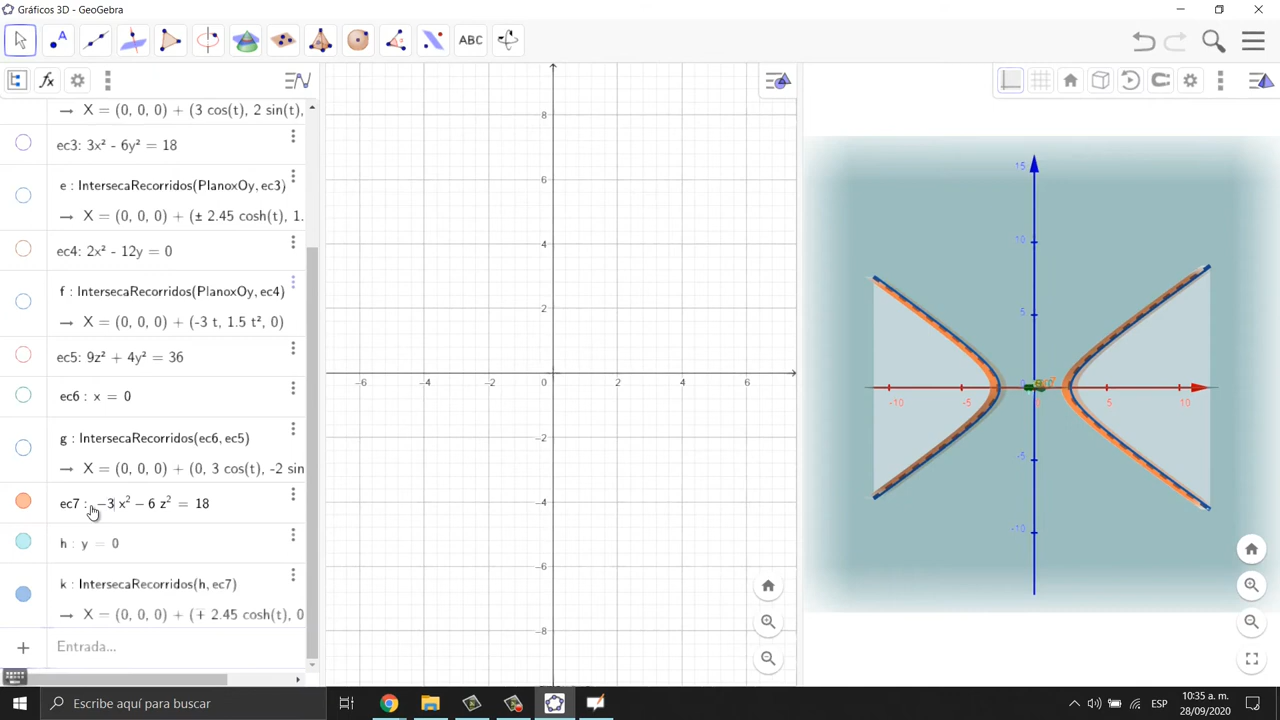 Gráficos 3D - GeoGebra
ABC
fx
→ X = (0, 0, 0) + (3 cos(t), 2 sin(t),
ec3: 3x² - 6y² = 18
e : IntersecaRecorridos(PlanoxOy, ec3)
→ X = (0, 0, 0) + (± 2.45 cosh(t), 1.
ec4: 2x² - 12y = 0
f : IntersecaRecorridos(PlanoxOy, ec4)
→ X = (0, 0, 0) + (-3 t, 1.5 t², 0)
ec5: 9z² + 4y² = 36
ec6 : x = 0
g : IntersecaRecorridos(ec6, ec5)
→ X = (0, 0, 0) + (0, 3 cos(t), -2 sin
ec7 : −3 x² − 6 z² = 18
h : y = 0
k : IntersecaRecorridos(h, ec7)
→ X = (0, 0, 0) + (∓ 2.45 cosh(t), 0
Entrada...
8
6
4
2
-6 -4 -2 0 2 4 6
-2
-4
-6
-8
15
10
5
-10 -5 5 10
-5
-10
Escribe aquí para buscar
ESP
10:35 a. m.
28/09/2020